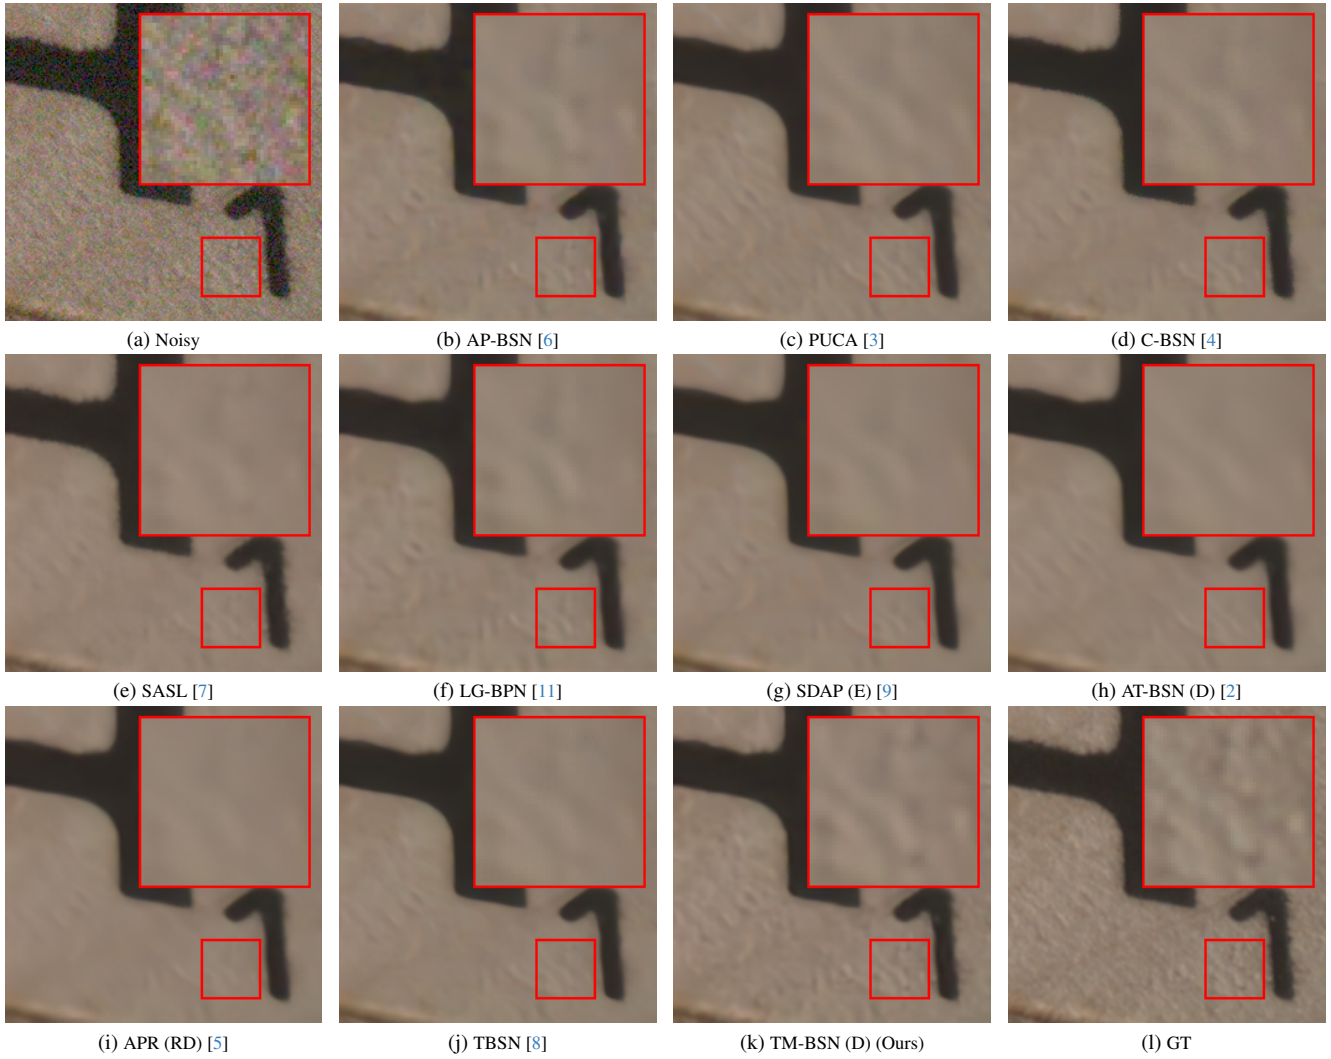 (a) Noisy
(b) AP-BSN [6]
(c) PUCA [3]
(d) C-BSN [4]
(e) SASL [7]
(f) LG-BPN [11]
(g) SDAP (E) [9]
(h) AT-BSN (D) [2]
(i) APR (RD) [5]
(j) TBSN [8]
(k) TM-BSN (D) (Ours)
(l) GT